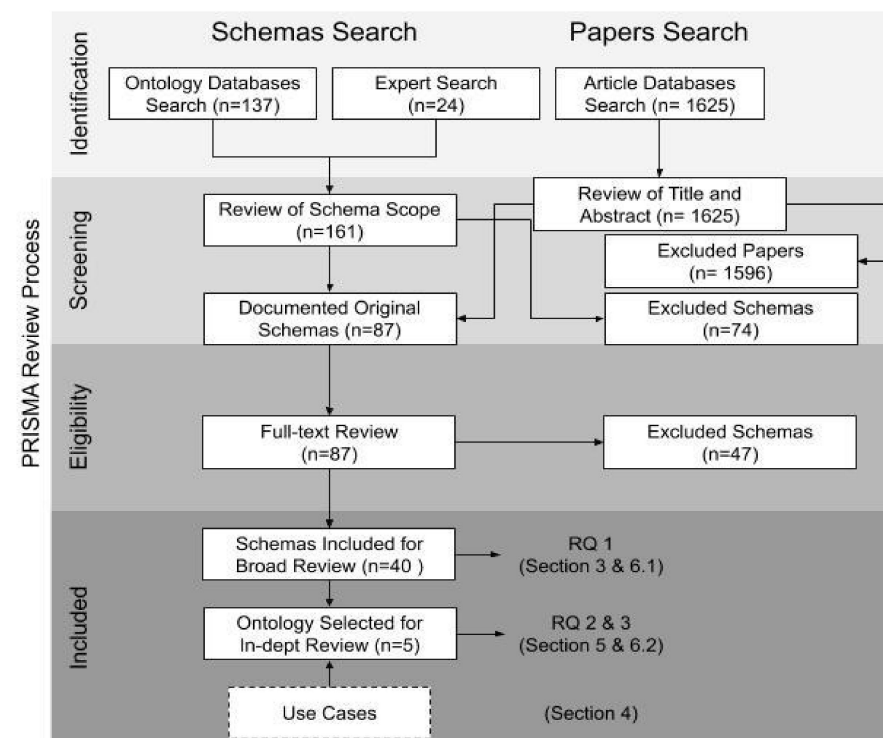 Schemas Search
Papers Search
PRISMA Review Process
Identification
Ontology Databases
Search (n=137)
Expert Search
(n=24)
Article Databases
Search (n= 1625)
Screening
Review of Schema Scope
(n=161)
Review of Title and
Abstract (n= 1625)
Excluded Papers
(n= 1596)
Documented Original
Schemas (n=87)
Excluded Schemas
(n=74)
Eligibility
Full-text Review
(n=87)
Excluded Schemas
(n=47)
Included
Schemas Included for
Broad Review (n=40 )
RQ 1
(Section 3 & 6.1)
Ontology Selected for
In-dept Review (n=5)
RQ 2 & 3
(Section 5 & 6.2)
Use Cases
(Section 4)